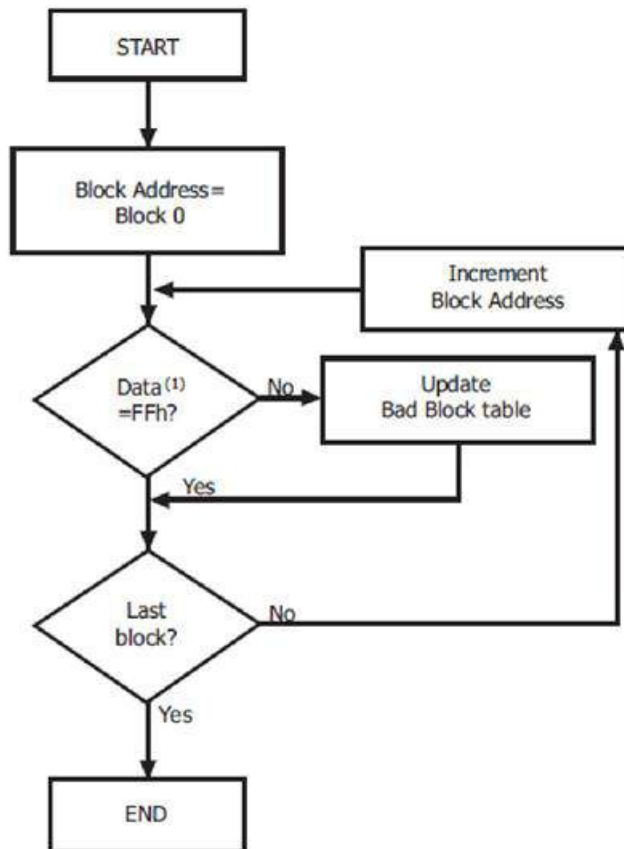 START
Block Address=
Block 0
Increment
Block Address
Data(1)
=FFh?
No
Update
Bad Block table
Yes
Last
block?
No
Yes
END